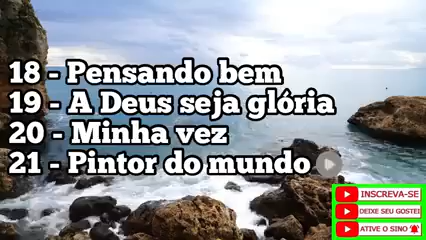 18 - Pensando bem
19 - A Deus seja glória
20 - Minha vez
21 - Pintor do mundo
INSCREVA-SE
DEIXE SEU GOSTEI
ATIVE O SINO